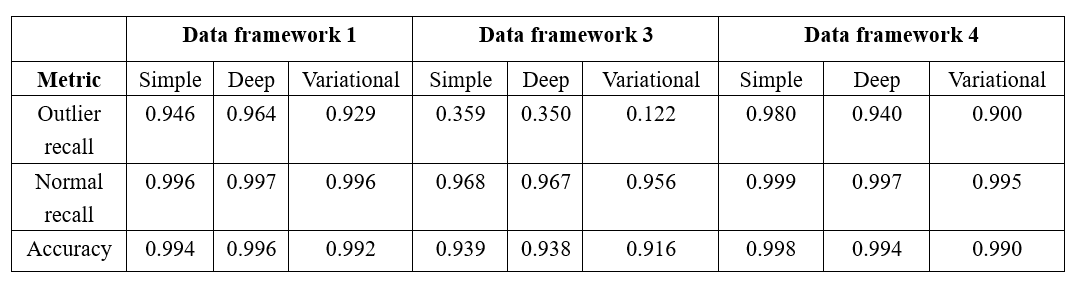 Data framework 1 Data framework 3 Data framework 4
Metric Simple Deep Variational Simple Deep Variational Simple Deep Variational
Outlier recall 0.946 0.964 0.929 0.359 0.350 0.122 0.980 0.940 0.900
Normal recall 0.996 0.997 0.996 0.968 0.967 0.956 0.999 0.997 0.995
Accuracy 0.994 0.996 0.992 0.939 0.938 0.916 0.998 0.994 0.990